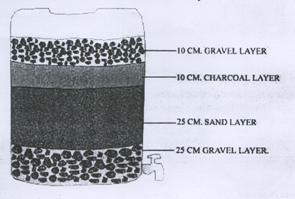 10 CM. GRAVEL LAYER
10 CM. CHARCOAL LAYER
25 CM. SAND LAYER
25 CM GRAVEL LAYER.